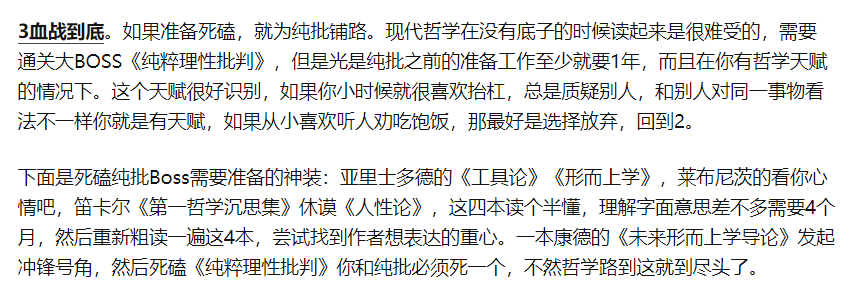 3血战到底。如果准备死磕，就为纯批铺路。现代哲学在没有底子的时候读起来是很难受的，需要
通关大BOSS《纯粹理性批判》，但是光是纯批之前的准备工作至少就要1年，而且在你有哲学天赋
的情况下。这个天赋很好识别，如果你小时候就很喜欢抬杠，总是质疑别人，和别人对同一事物看
法不一样你就是有天赋，如果从小喜欢听人劝吃饱饭，那最好是选择放弃，回到2。
下面是死磕纯批Boss需要准备的神装：亚里士多德的《工具论》《形而上学》，莱布尼茨的看你心
情吧，笛卡尔《第一哲学沉思集》休谟《人性论》，这四本读个半懂，理解字面意思差不多需要4个
月，然后重新粗读一遍这4本，尝试找到作者想表达的重心。一本康德的《未来形而上学导论》发起
冲锋号角，然后死磕《纯粹理性批判》你和纯批必须死一个，不然哲学路到这就到尽头了。